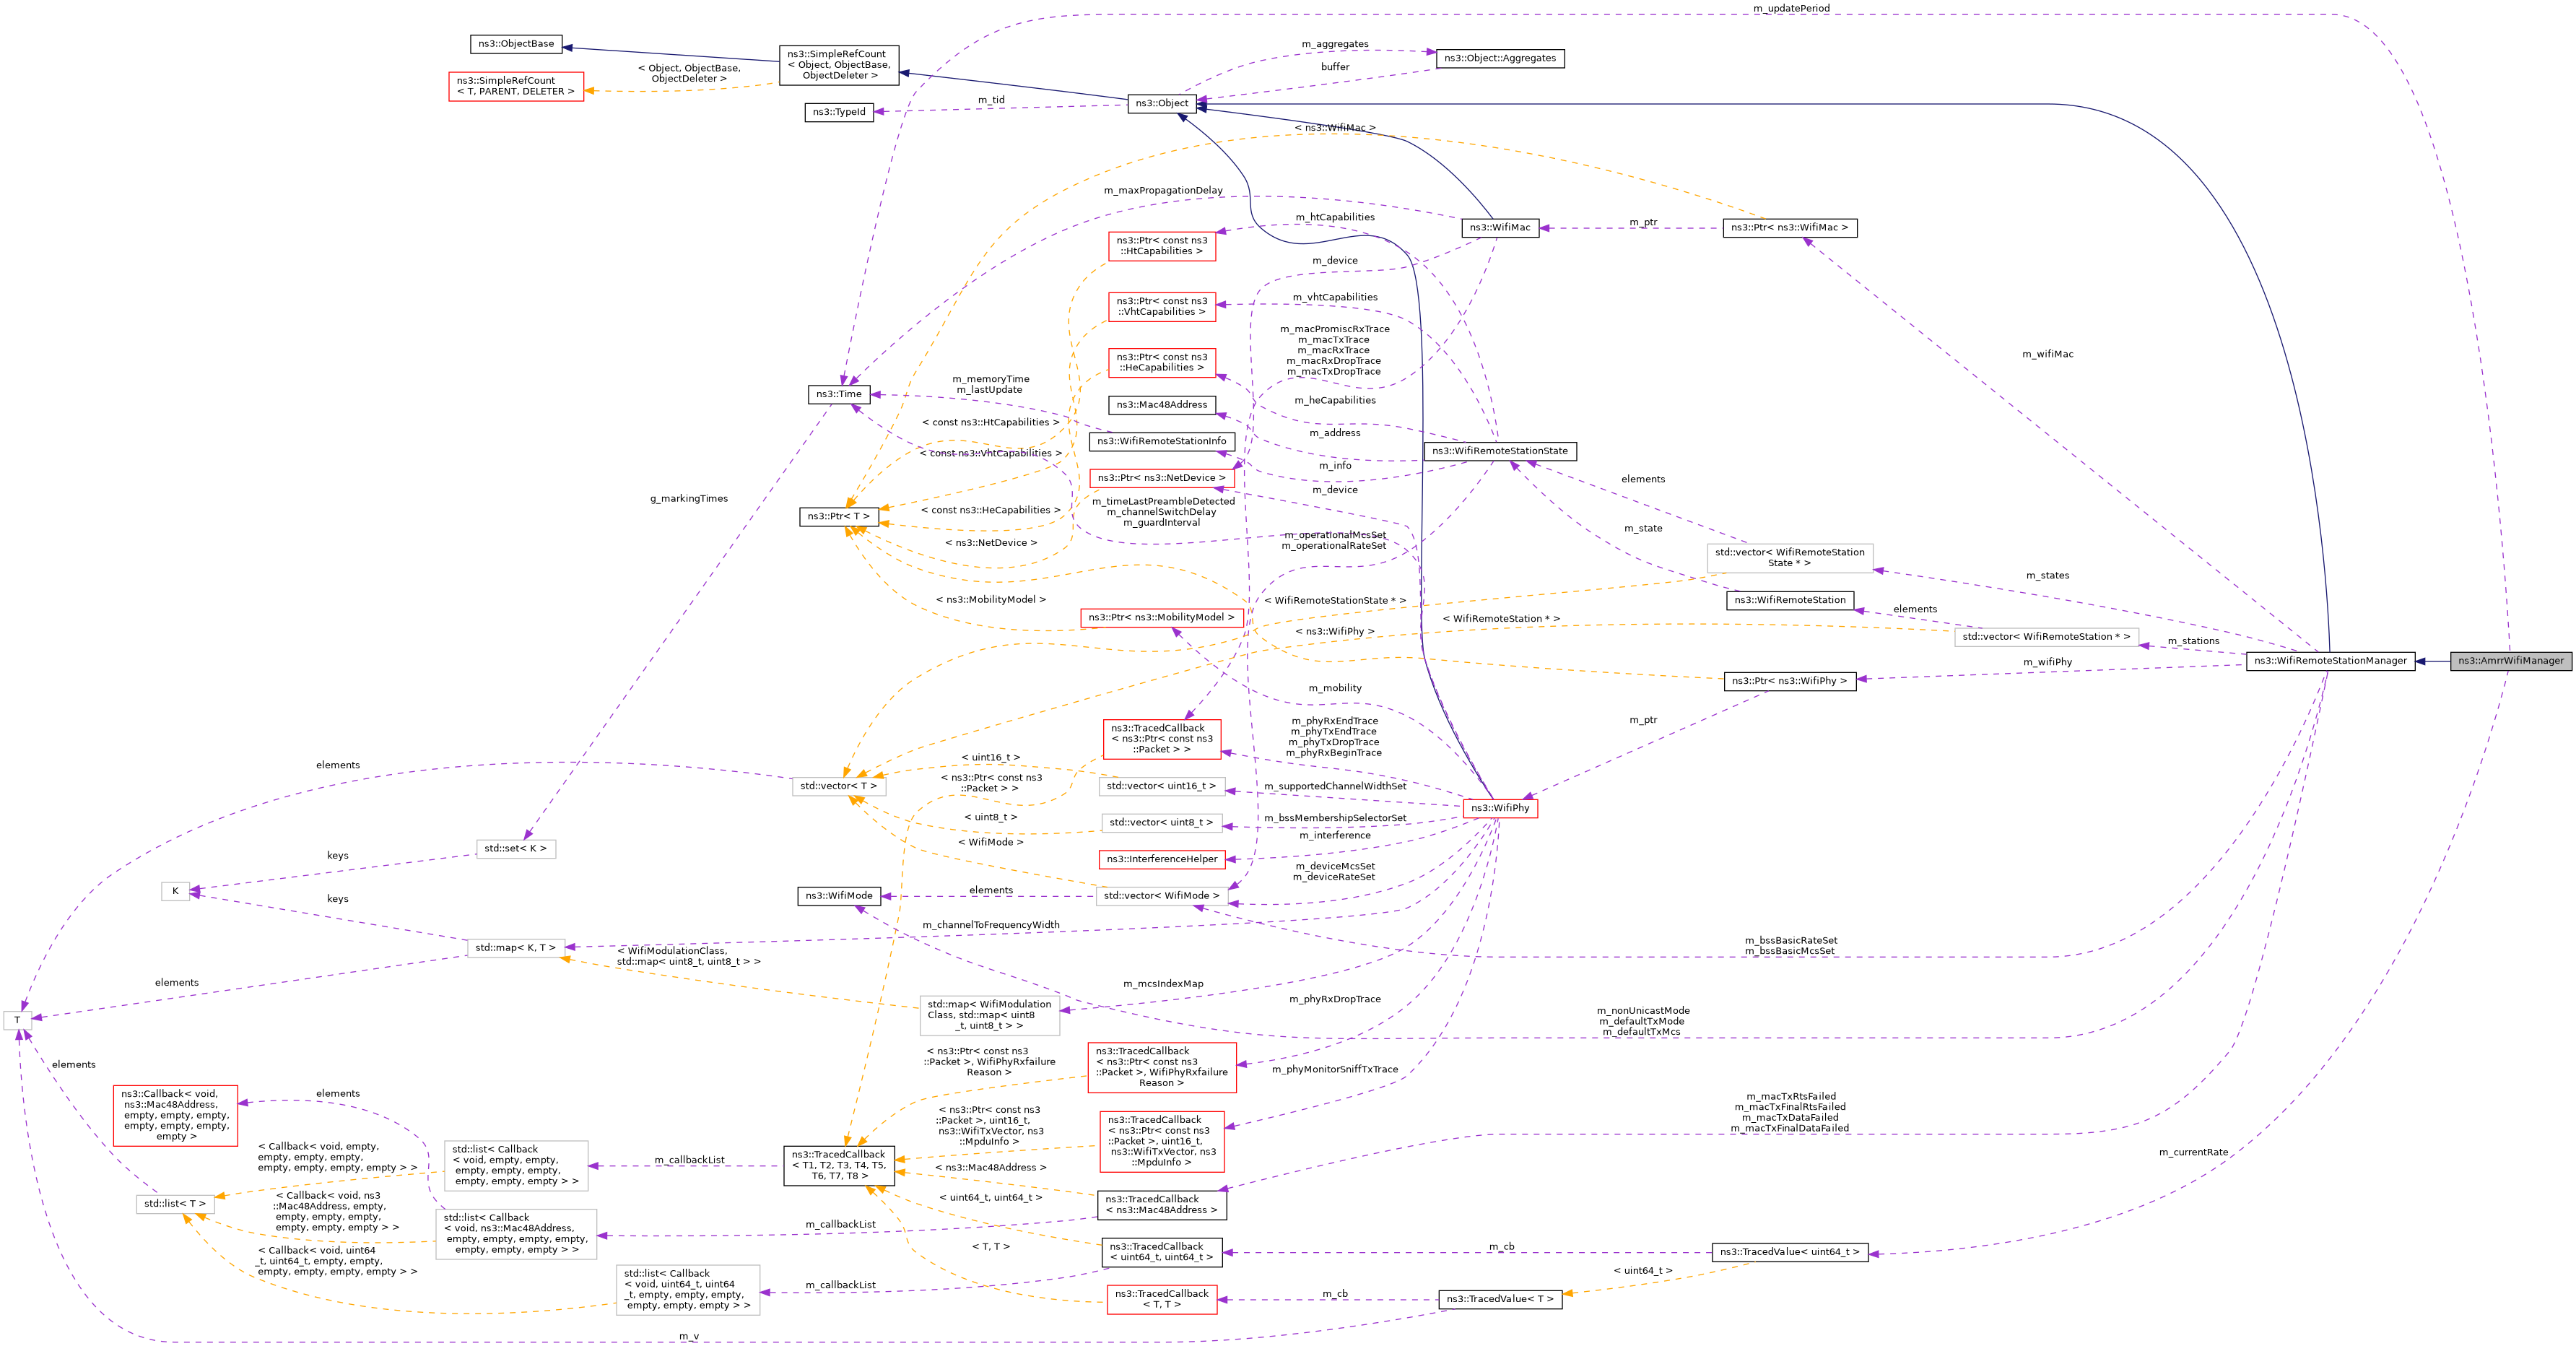 m_updatePeriod
ns3::ObjectBase
ns3::SimpleRefCount
< Object, ObjectBase,
ObjectDeleter >
< Object, ObjectBase,
ObjectDeleter >
ns3::SimpleRefCount
< T, PARENT, DELETER >
m_aggregates
ns3::Object::Aggregates
buffer
m_tid
ns3::TypeId
ns3::Object
< ns3::WifiMac >
m_maxPropagationDelay
m_htCapabilities
ns3::WifiMac
m_ptr
ns3::Ptr< ns3::WifiMac >
ns3::Ptr< const ns3
::HtCapabilities >
m_device
ns3::Ptr< const ns3
::VhtCapabilities >
m_vhtCapabilities
m_macPromiscRxTrace
m_macTxTrace
m_macRxTrace
m_macRxDropTrace
m_macTxDropTrace
ns3::Ptr< const ns3
::HeCapabilities >
m_wifiMac
m_memoryTime
m_lastUpdate
ns3::Time
ns3::Mac48Address
m_heCapabilities
< const ns3::HtCapabilities >
ns3::WifiRemoteStationInfo
m_address
ns3::WifiRemoteStationState
< const ns3::VhtCapabilities >
m_info
ns3::Ptr< ns3::NetDevice >
elements
m_device
g_markingTimes
m_timeLastPreambleDetected
m_channelSwitchDelay
m_guardInterval
< const ns3::HeCapabilities >
ns3::Ptr< T >
m_state
m_operationalMcsSet
m_operationalRateSet
< ns3::NetDevice >
std::vector< WifiRemoteStation
State * >
m_states
< ns3::MobilityModel >
< WifiRemoteStationState * >
ns3::WifiRemoteStation
elements
ns3::Ptr< ns3::MobilityModel >
< WifiRemoteStation * >
< ns3::WifiPhy >
std::vector< WifiRemoteStation * >
m_stations
m_wifiPhy
ns3::WifiRemoteStationManager
ns3::AmrrWifiManager
ns3::Ptr< ns3::WifiPhy >
m_mobility
m_ptr
ns3::TracedCallback
< ns3::Ptr< const ns3
::Packet > >
m_phyRxEndTrace
m_phyTxEndTrace
m_phyTxDropTrace
m_phyRxBeginTrace
elements
< uint16_t >
< ns3::Ptr< const ns3
::Packet > >
std::vector< T >
std::vector< uint16_t >
m_supportedChannelWidthSet
ns3::WifiPhy
< uint8_t >
std::vector< uint8_t >
m_bssMembershipSelectorSet
m_interference
< WifiMode >
std::set< K >
keys
ns3::InterferenceHelper
m_deviceMcsSet
m_deviceRateSet
K
keys
ns3::WifiMode
elements
std::vector< WifiMode >
m_channelToFrequencyWidth
std::map< K, T >
< WifiModulationClass,
std::map< uint8_t, uint8_t > >
m_bssBasicRateSet
m_bssBasicMcsSet
elements
m_mcsIndexMap
T
std::map< WifiModulation
Class, std::map< uint8
_t, uint8_t > >
m_phyRxDropTrace
m_nonUnicastMode
m_defaultTxMode
m_defaultTxMcs
elements
< ns3::Ptr< const ns3
::Packet >, WifiPhyRxfailure
Reason >
ns3::TracedCallback
< ns3::Ptr< const ns3
::Packet >, WifiPhyRxfailure
Reason >
m_phyMonitorSniffTxTrace
ns3::Callback< void,
ns3::Mac48Address,
empty, empty, empty,
empty, empty, empty,
empty >
elements
< ns3::Ptr< const ns3
::Packet >, uint16_t,
ns3::WifiTxVector, ns3
::MpduInfo >
ns3::TracedCallback
< ns3::Ptr< const ns3
::Packet >, uint16_t,
ns3::WifiTxVector, ns3
::MpduInfo >
m_macTxRtsFailed
m_macTxFinalRtsFailed
m_macTxDataFailed
m_macTxFinalDataFailed
< Callback< void, empty,
empty, empty, empty,
empty, empty, empty, empty > >
std::list< Callback
< void, empty, empty,
empty, empty, empty,
empty, empty, empty > >
m_callbackList
ns3::TracedCallback
< T1, T2, T3, T4, T5,
T6, T7, T8 >
< ns3::Mac48Address >
m_currentRate
std::list< T >
< Callback< void, ns3
::Mac48Address, empty,
empty, empty, empty,
empty, empty, empty > >
< uint64_t, uint64_t >
ns3::TracedCallback
< ns3::Mac48Address >
std::list< Callback
< void, ns3::Mac48Address,
empty, empty, empty, empty,
empty, empty, empty > >
m_callbackList
< T, T >
ns3::TracedCallback
< uint64_t, uint64_t >
m_cb
ns3::TracedValue< uint64_t >
< Callback< void, uint64
_t, uint64_t, empty, empty,
empty, empty, empty, empty > >
std::list< Callback
< void, uint64_t, uint64
_t, empty, empty, empty,
empty, empty, empty > >
m_callbackList
< uint64_t >
ns3::TracedCallback
< T, T >
m_cb
ns3::TracedValue< T >
m_v